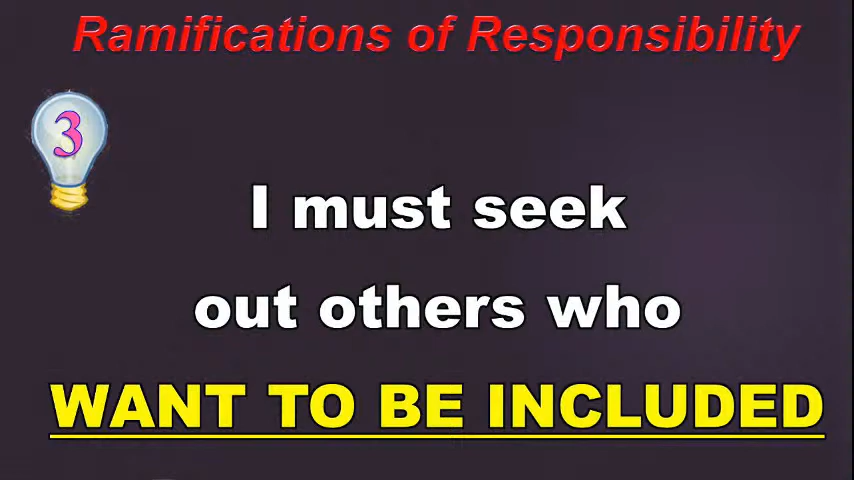 Ramifications of Responsibility
3
I must seek
out others who
WANT TO BE INCLUDED